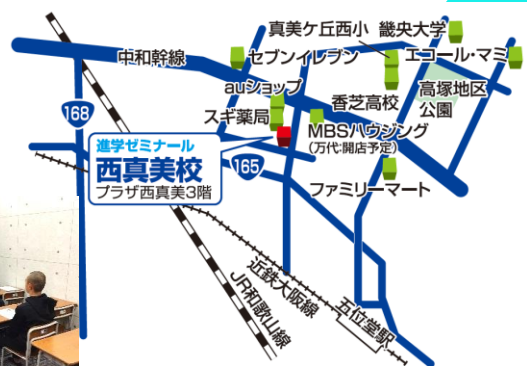 真美ケ丘西小
畿央大学
中和幹線
セブンイレブン
エコール・マミ
auショップ
香芝高校
高塚地区
公園
スギ薬局
168
MBSハウジング
(万代:開店予定)
進学ゼミナール
西真美校
プラザ西真美3階
165
ファミリーマート
近鉄大阪線
JR和歌山線
五位堂駅